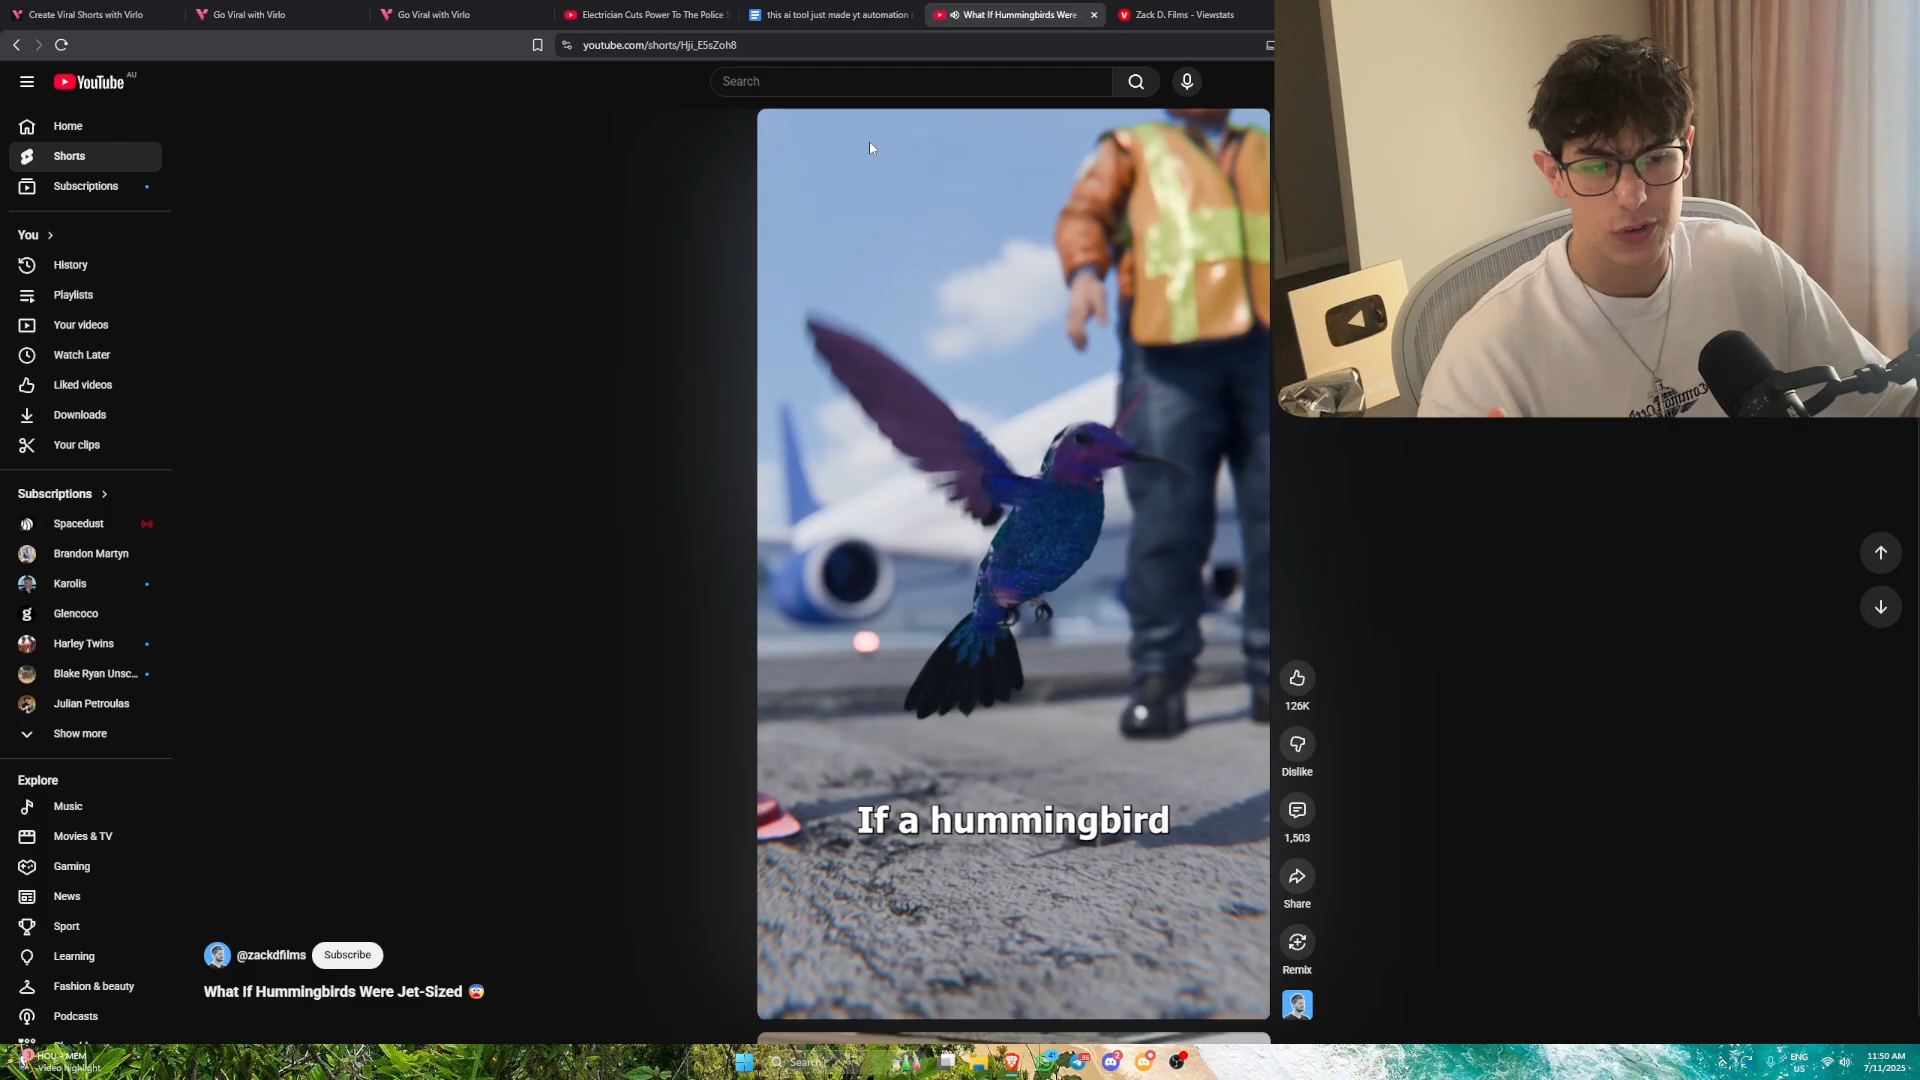 Create Viral Shorts with Virlo
Go Viral with Virlo
Go Viral with Virlo
Electrician Cuts Power To The Police
this ai tool just made yt automation
What If Hummingbirds Were
Zack D. Films - Viewstats
youtube.com/shorts/Hji_E5sZoh8
YouTube AU
Search
Home
Shorts
Subscriptions
You
History
Playlists
Your videos
Watch Later
Liked videos
Downloads
Your clips
Subscriptions
Spacedust
Brandon Martyn
Karolis
Glencoco
Harley Twins
Blake Ryan Unsc...
Julian Petroulas
Show more
Explore
Music
Movies & TV
Gaming
News
Sport
Learning
Fashion & beauty
Podcasts
If a hummingbird
126K
Dislike
1,503
Share
Remix
@zackdfilms
Subscribe
What If Hummingbirds Were Jet-Sized 😨
HOU - MEM
Video highlight
Search
ENG
US
11:50 AM
7/11/2025